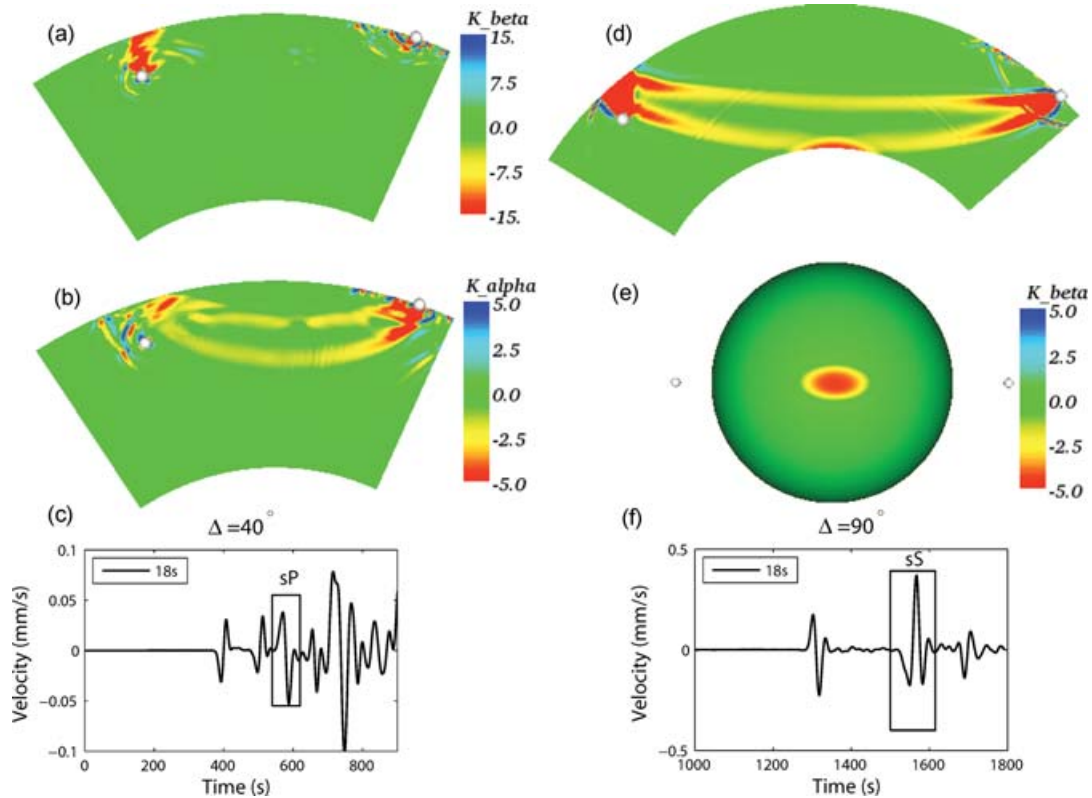 (a)
K_beta
15.
7.5
0.0
-7.5
-15.
(d)
(b)
K_alpha
5.0
2.5
0.0
-2.5
-5.0
(e)
K_beta
5.0
2.5
0.0
-2.5
-5.0
(c)
Δ =40°
18s
sP
0.1
0.05
0
−0.05
−0.1
Velocity (mm/s)
0 200 400 600 800
Time (s)
(f)
Δ =90°
18s
sS
0.5
0
−0.5
Velocity (mm/s)
1000 1200 1400 1600 1800
Time (s)